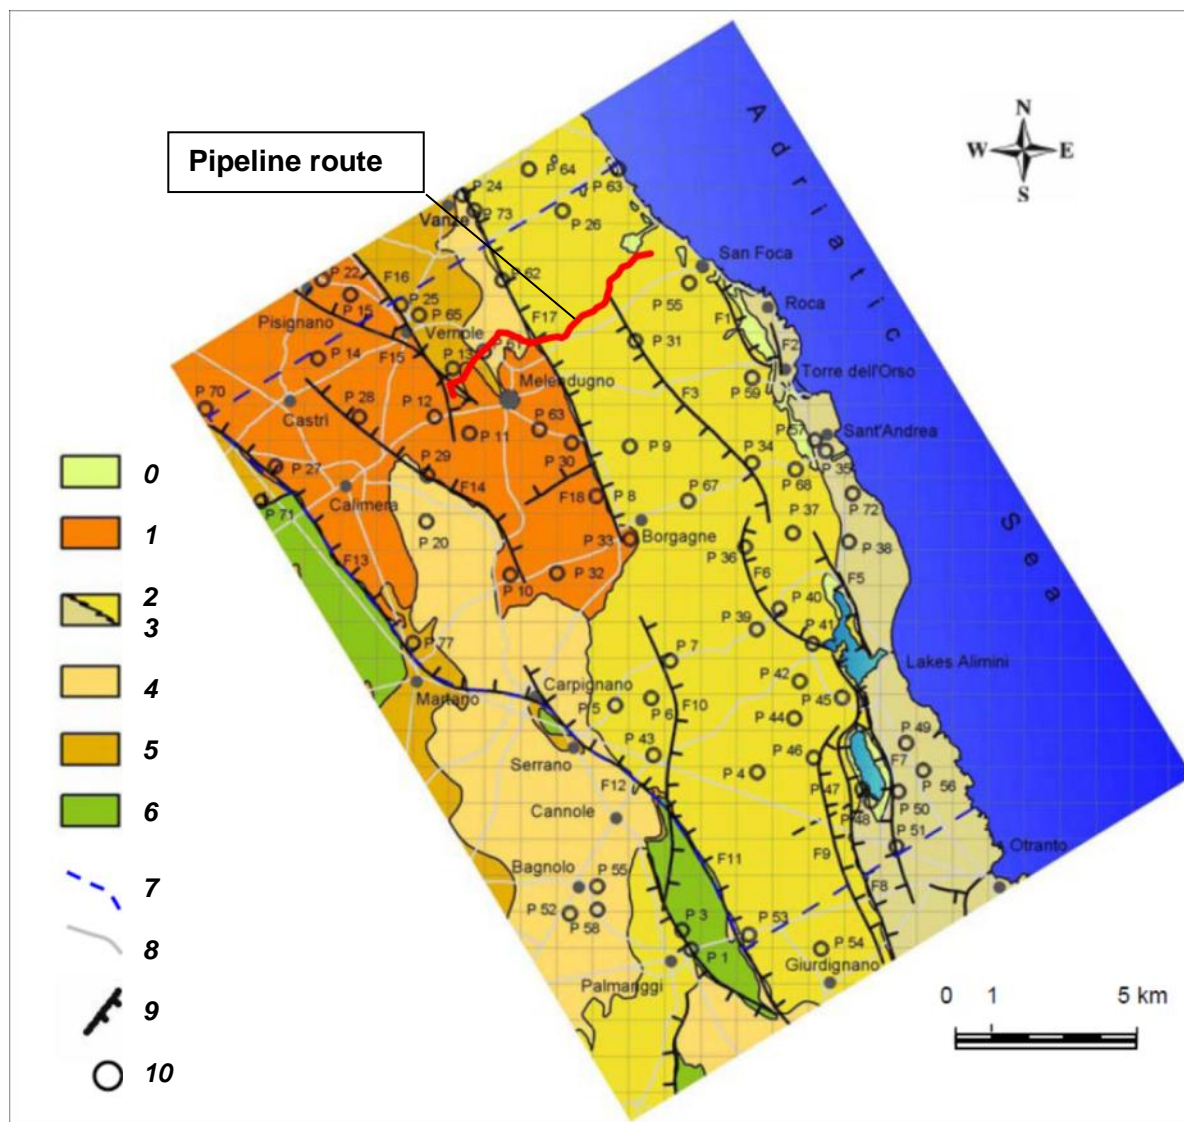 Pipeline route
N
W
E
S
Adriatic
Sea
P 24
P 64
P 63
Vanze
P 73
P 26
San Foca
P 22
F16
P 62
P 15
P 25
P 55
Roca
Pisignano
P 65
F17
F1
Vernole
P 31
F2
P 14
F15
P 13
P 61
Torre dell'Orso
Melendugno
P 59
P 70
P 28
P 12
F3
Castrì
P 63
P 57
Sant'Andrea
P 11
P 34
P 9
P 35
P 27
P 29
P 30
P 68
F14
F18
P 8
P 67
P 72
Calimera
P 71
P 20
P 37
P 33
Borgagne
P 38
P 36
F13
F6
F5
P 10
P 32
P 40
P 39
P 41
P 77
P 7
Lakes Alimini
Martano
Carpignano
P 42
P 5
P 6
F10
P 45
P 44
P 49
P 43
Serrano
P 46
F7
P 4
F12
P 47
P 56
P 48
P 50
Cannole
P 51
Otranto
F11
F9
Bagnolo
P 55
F8
P 52
P 58
P 3
P 53
P 1
P 54
Palmariggi
Giurdignano
0
1
2
3
4
5
6
7
8
9
10
0 1 5 km